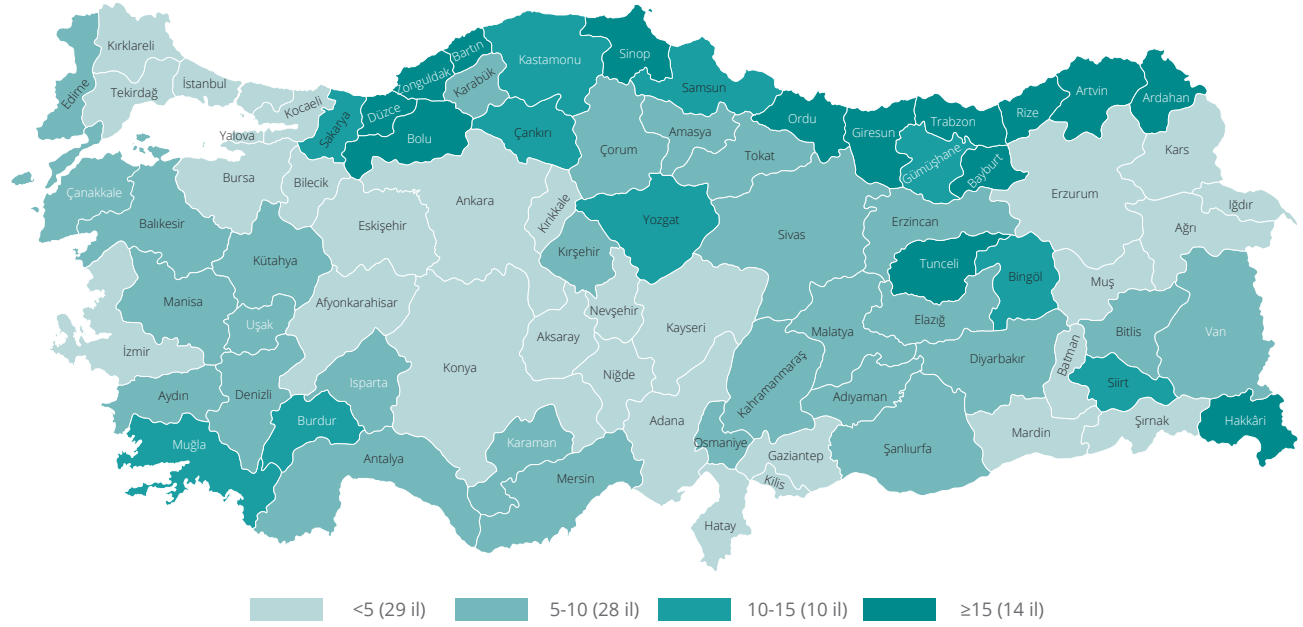 Kırklareli
Edirne
Tekirdağ
İstanbul
Kocaeli
Yalova
Sakarya
Düzce
Zonguldak
Bartın
Karabük
Kastamonu
Sinop
Samsun
Bolu
Çankırı
Çorum
Amasya
Tokat
Ordu
Giresun
Trabzon
Gümüşhane
Bayburt
Rize
Artvin
Ardahan
Kars
Erzurum
Iğdır
Ağrı
Çanakkale
Balıkesir
Bursa
Bilecik
Eskişehir
Ankara
Kırıkkale
Kırşehir
Yozgat
Sivas
Erzincan
Tunceli
Bingöl
Muş
Kütahya
Manisa
Uşak
Afyonkarahisar
İzmir
Konya
Aksaray
Nevşehir
Kayseri
Niğde
Malatya
Elazığ
Diyarbakır
Batman
Bitlis
Van
Siirt
Aydın
Denizli
Isparta
Burdur
Muğla
Antalya
Karaman
Mersin
Adana
Kahramanmaraş
Osmaniye
Adıyaman
Gaziantep
Kilis
Hatay
Şanlıurfa
Mardin
Şırnak
Hakkâri
<5 (29 il) 5-10 (28 il) 10-15 (10 il) ≥15 (14 il)